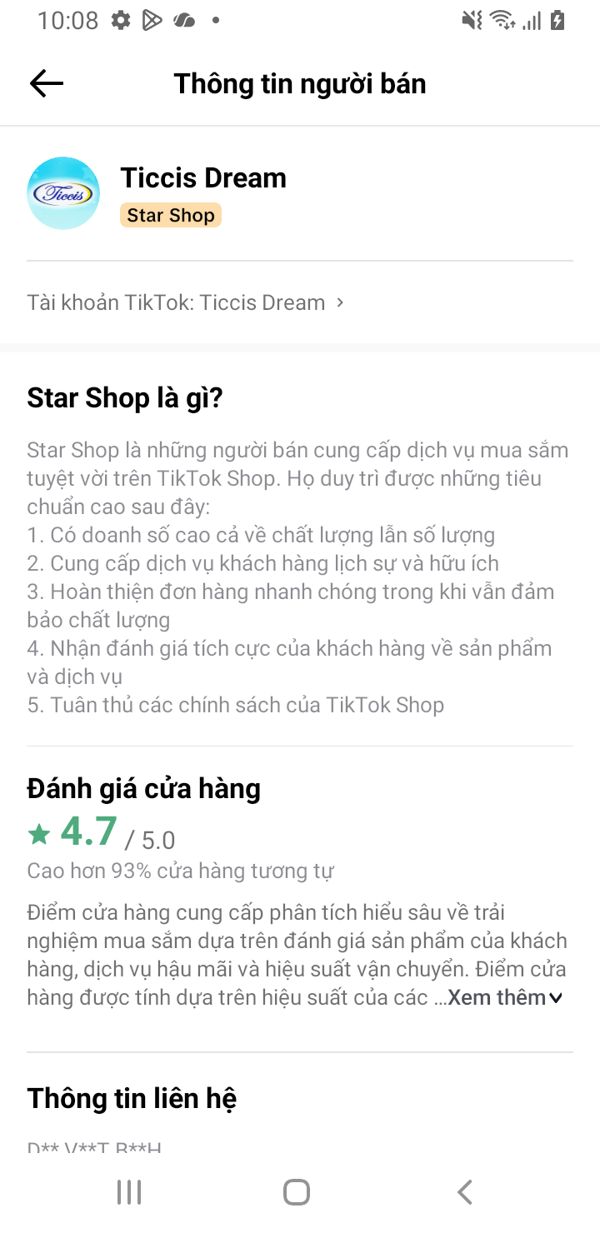 10:08
Thông tin người bán
Ticcis
Ticcis Dream
Star Shop
Tài khoản TikTok: Ticcis Dream
Star Shop là gì?
Star Shop là những người bán cung cấp dịch vụ mua sắm
tuyệt vời trên TikTok Shop. Họ duy trì được những tiêu
chuẩn cao sau đây:
1. Có doanh số cao cả về chất lượng lẫn số lượng
2. Cung cấp dịch vụ khách hàng lịch sự và hữu ích
3. Hoàn thiện đơn hàng nhanh chóng trong khi vẫn đảm
bảo chất lượng
4. Nhận đánh giá tích cực của khách hàng về sản phẩm
và dịch vụ
5. Tuân thủ các chính sách của TikTok Shop
Đánh giá cửa hàng
4.7 / 5.0
Cao hơn 93% cửa hàng tương tự
Điểm cửa hàng cung cấp phân tích hiểu sâu về trải
nghiệm mua sắm dựa trên đánh giá sản phẩm của khách
hàng, dịch vụ hậu mãi và hiệu suất vận chuyển. Điểm cửa
hàng được tính dựa trên hiệu suất của các ...Xem thêm
Thông tin liên hệ
D** V**T B**H